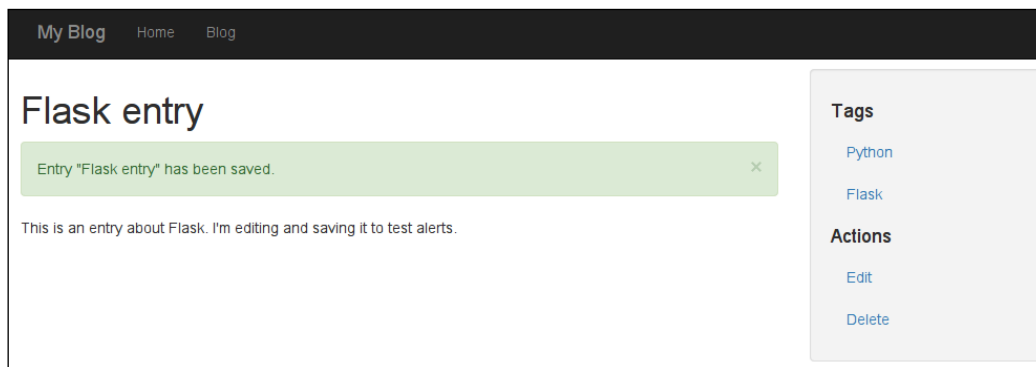 My Blog Home Blog
Flask entry
Entry "Flask entry" has been saved. ×
This is an entry about Flask. I'm editing and saving it to test alerts.
Tags
Python
Flask
Actions
Edit
Delete